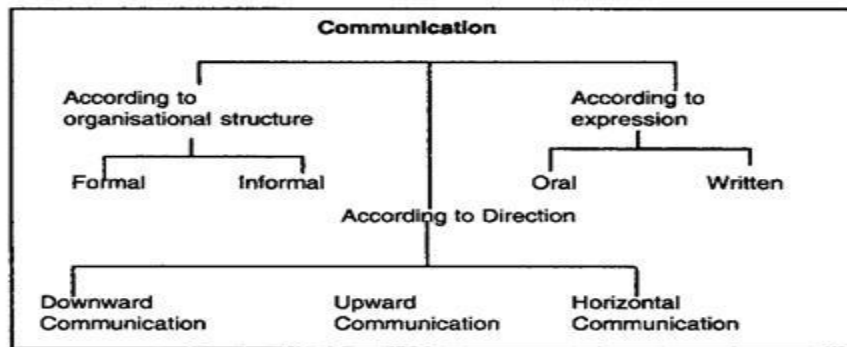 Communication
According to
organisational structure
According to
expression
Formal
Informal
Oral
Written
According to Direction
Downward
Communication
Upward
Communication
Horizontal
Communication